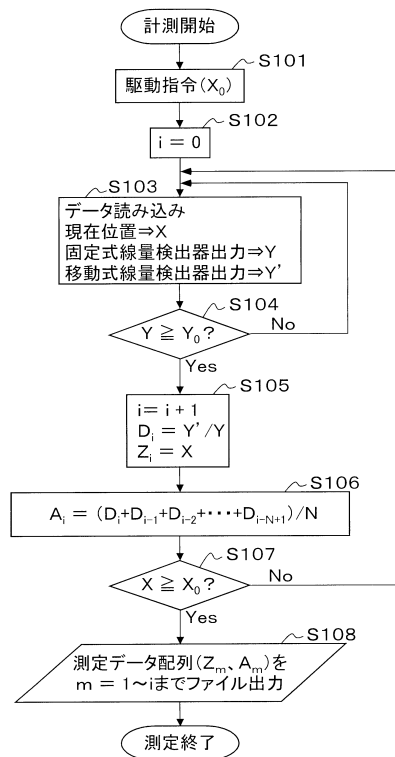 計測開始
S101
駆動指令(X₀)
S102
i = 0
S103
データ読み込み
現在位置⇒X
固定式線量検出器出力⇒Y
移動式線量検出器出力⇒Y'
S104
Y ≧ Y₀?
No
Yes
S105
i= i + 1
Dᵢ = Y'/Y
Zᵢ = X
S106
Aᵢ = (Dᵢ+Dᵢ₋₁+Dᵢ₋₂+・・・+Dᵢ₋N₊₁)/N
S107
X ≧ X₀?
No
Yes
S108
測定データ配列(Zₘ、Aₘ)を
m = 1~iまでファイル出力
測定終了